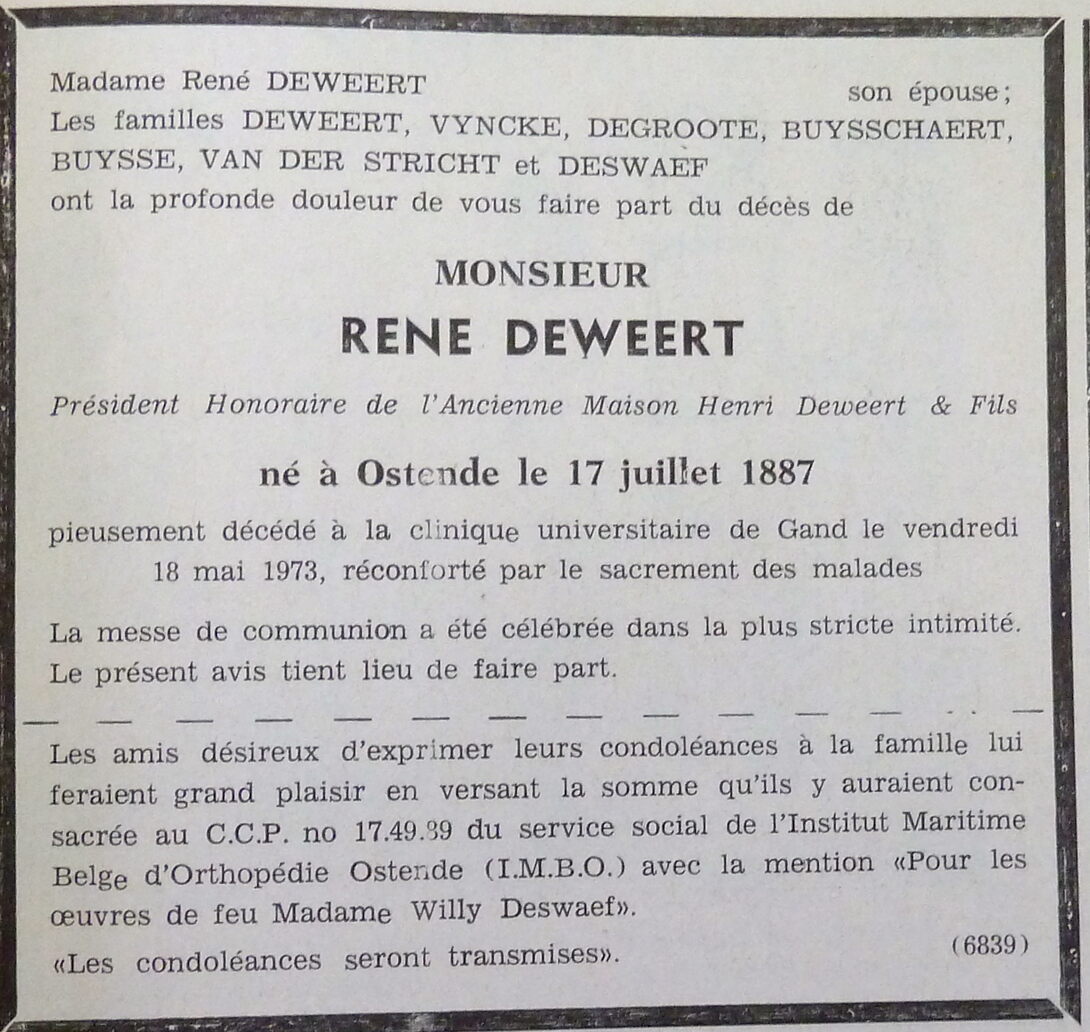 Madame René DEWEERT son épouse;
Les familles DEWEERT, VYNCKE, DEGROOTE, BUYSSCHAERT,
BUYSSE, VAN DER STRICHT et DESWAEF
ont la profonde douleur de vous faire part du décès de
MONSIEUR
RENE DEWEERT
Président Honoraire de l'Ancienne Maison Henri Deweert & Fils
né à Ostende le 17 juillet 1887
pieusement décédé à la clinique universitaire de Gand le vendredi
18 mai 1973, réconforté par le sacrement des malades
La messe de communion a été célébrée dans la plus stricte intimité.
Le présent avis tient lieu de faire part.
Les amis désireux d'exprimer leurs condoléances à la famille lui
feraient grand plaisir en versant la somme qu'ils y auraient con-
sacrée au C.C.P. no 17.49.89 du service social de l'Institut Maritime
Belge d'Orthopédie Ostende (I.M.B.O.) avec la mention «Pour les
œuvres de feu Madame Willy Deswaef».
«Les condoléances seront transmises». (6839)